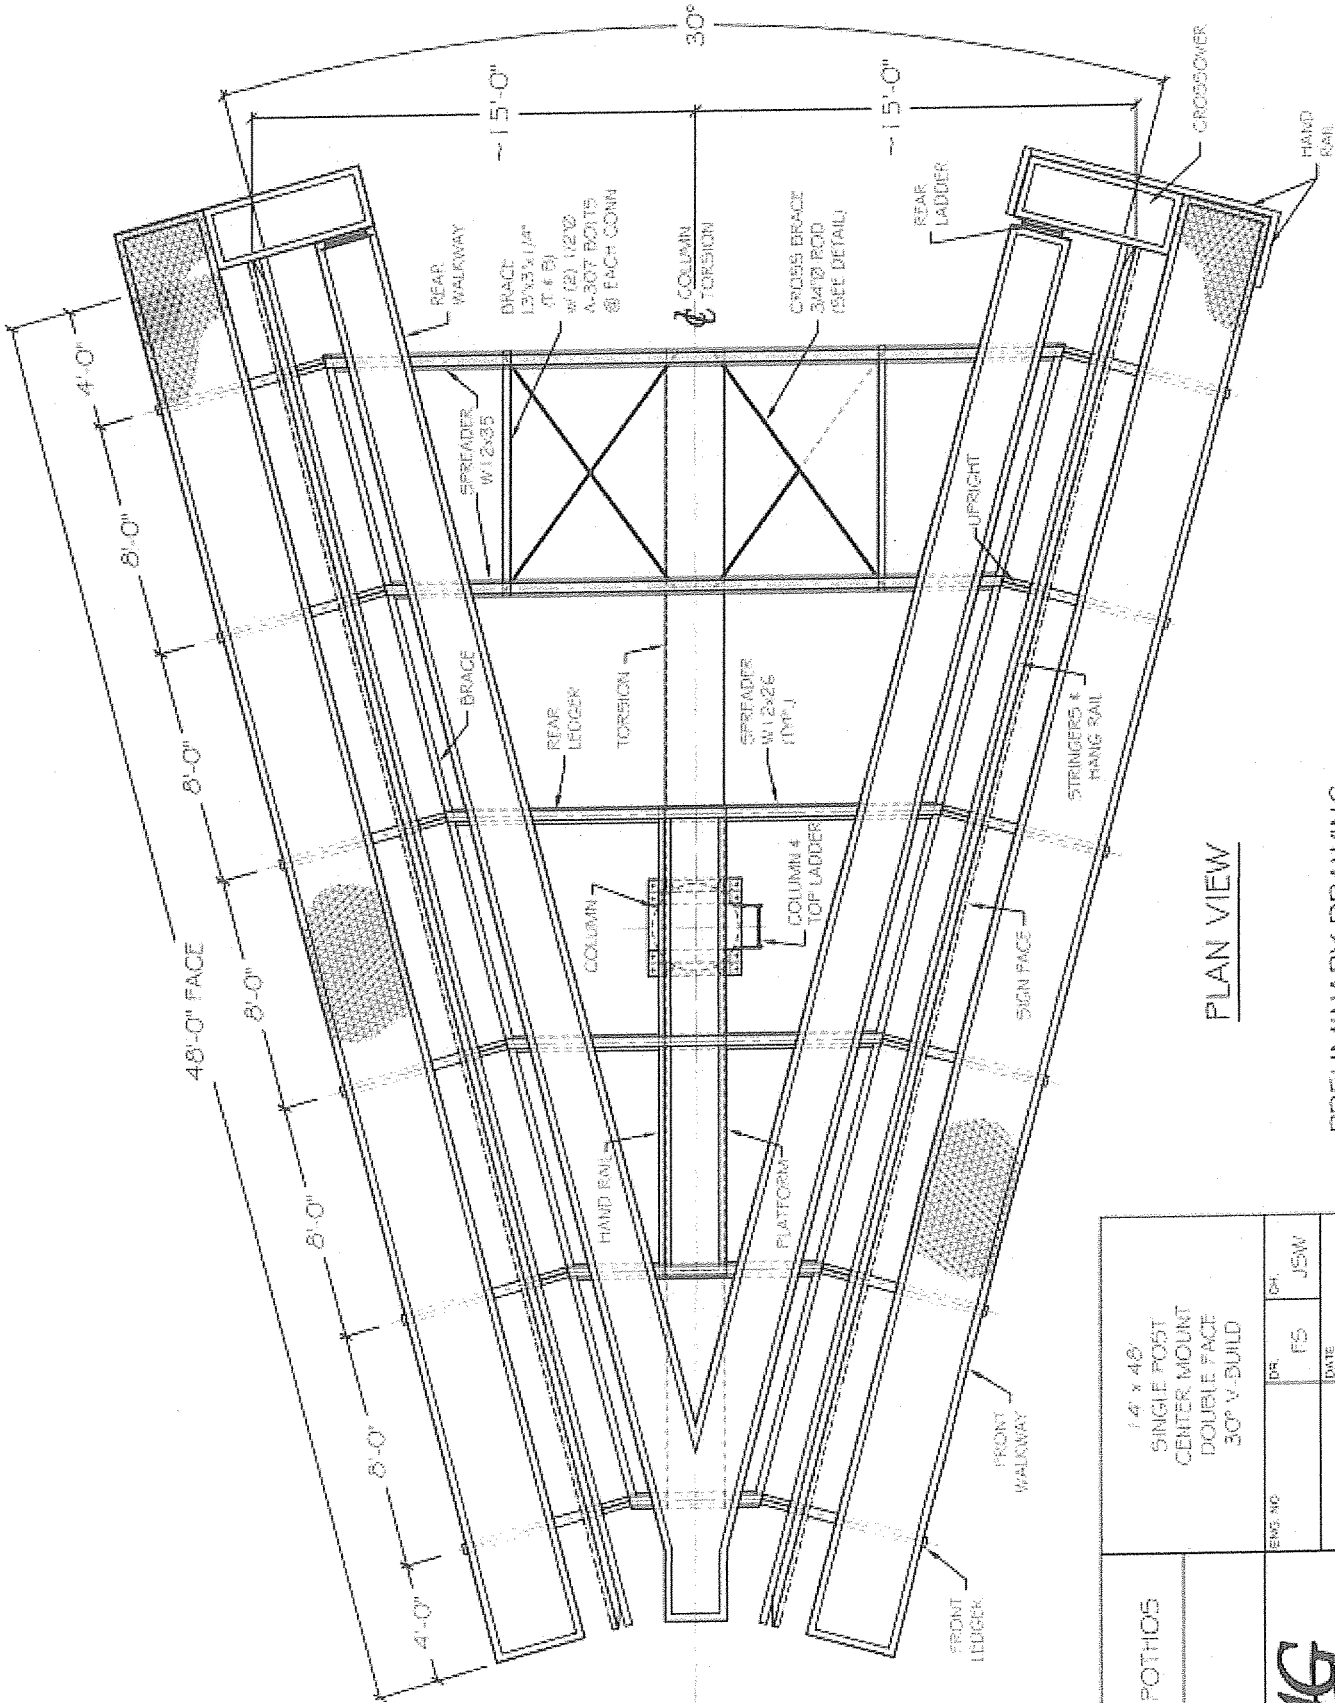 30°
~15'-0"
~15'-0"
CROSSOVER
HAND
RAIL
REAR
LADDER
REAR
WALKWAY
BRACE
w/ (2) 1/2"Ø
A-307 BOLTS
@ EACH CONN
COLUMN
TORSION
CROSS BRACE
3/4"Ø ROD
(SEE DETAIL)
4'-0"
8'-0"
8'-0"
8'-0"
8'-0"
8'-0"
4'-0"
48'-0" FACE
SPREADER
W12x35
UPRIGHT
BRACE
REAR
LEDGER
TORSION
SPREADER
W12x26
(TYP.)
STRINGERS &
HANG RAIL
COLUMN
COLUMN &
TOP LADDER
SIGN FACE
HAND RAIL
PLATFORM
FRONT
WALKWAY
FRONT
LEDGER
PLAN VIEW
PRELIMINARY DRAWING
14' x 48'
SINGLE POST
CENTER MOUNT
DOUBLE FACE
30° V-BUILD
ENG. NO.
DR.
FS
CH.
JSW
DATE
POTHOS